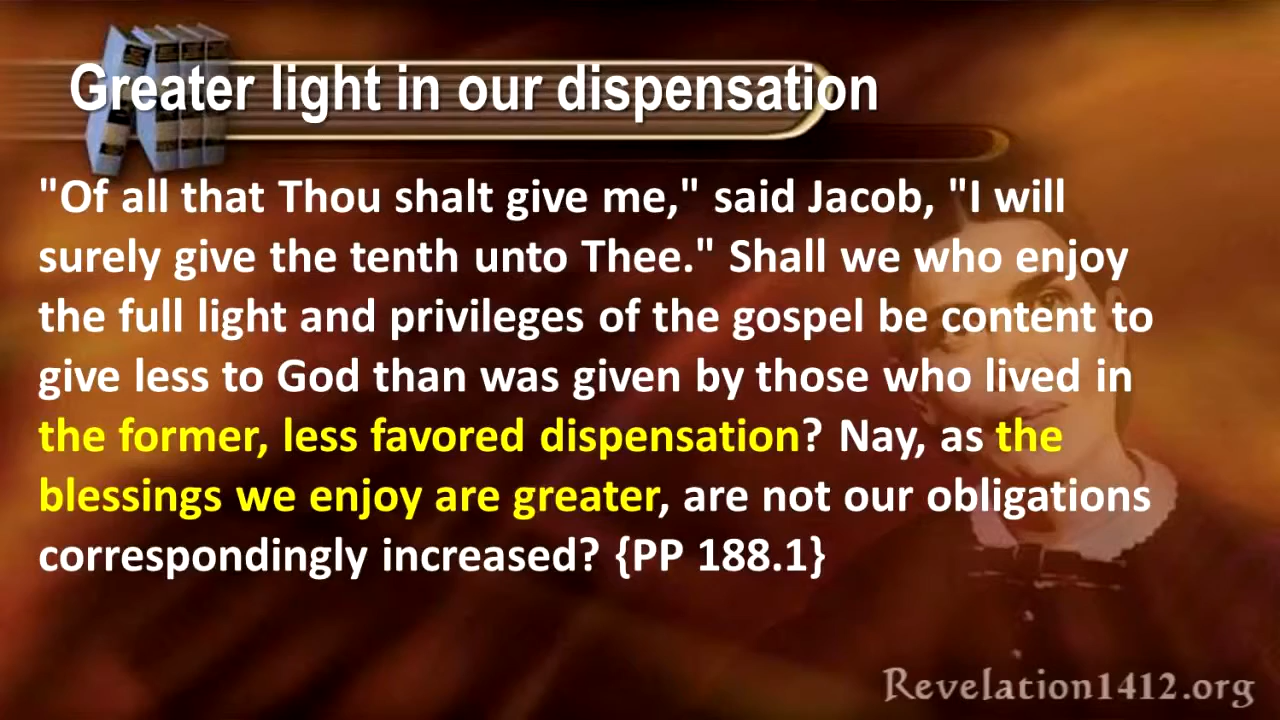 Greater light in our dispensation
"Of all that Thou shalt give me," said Jacob, "I will
surely give the tenth unto Thee." Shall we who enjoy
the full light and privileges of the gospel be content to
give less to God than was given by those who lived in
the former, less favored dispensation? Nay, as the
blessings we enjoy are greater, are not our obligations
correspondingly increased? {PP 188.1}
Revelation1412.org